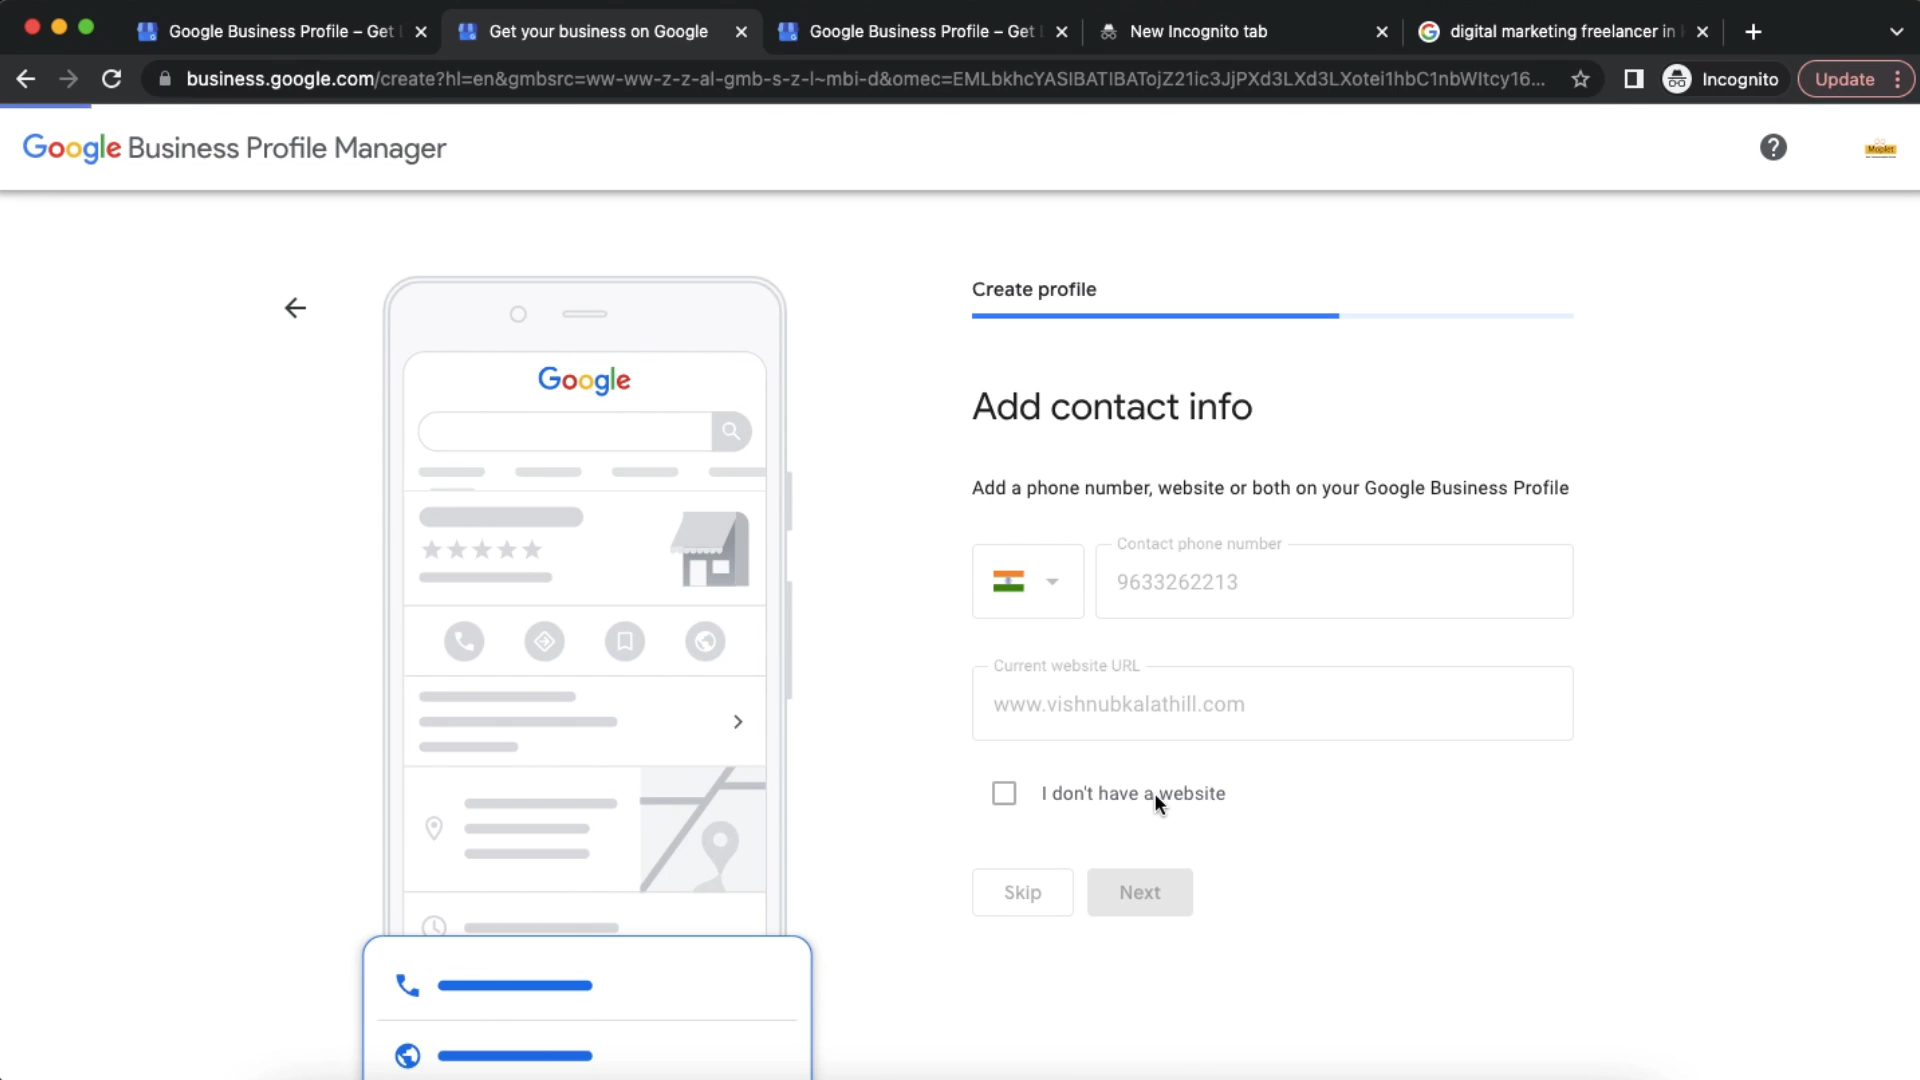 Google Business Profile – Get L
Get your business on Google
Google Business Profile – Get L
New Incognito tab
digital marketing freelancer in
business.google.com/create?hl=en&gmbsrc=ww-ww-z-z-al-gmb-s-z-l~mbi-d&omec=EMLbkhcYASIBATIBATojZ21ic3JjPXd3LXd3LXotei1hbC1nbWItcy16...
Incognito
Update
Google Business Profile Manager
Moplet
Create profile
Google
Add contact info
Add a phone number, website or both on your Google Business Profile
Contact phone number
9633262213
Current website URL
www.vishnubkalathill.com
I don't have a website
Skip
Next